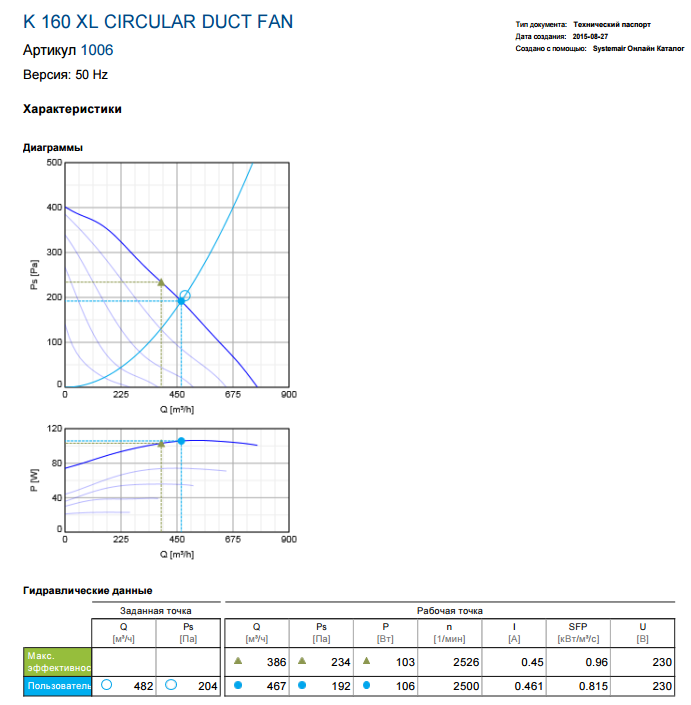 K 160 XL CIRCULAR DUCT FAN
Артикул 1006
Версия: 50 Hz
Тип документа: Технический паспорт
Дата создания: 2015-08-27
Создано с помощью: Systemair Онлайн Каталог
Характеристики
Диаграммы
500
400
300
200
100
0
Ps [Pa]
0 225 450 675 900
Q [m³/h]
120
80
40
0
P [W]
0 225 450 675 900
Q [m³/h]
Гидравлические данные
Заданная точка Рабочая точка
Q Ps Q Ps P n I SFP U
[м³/ч] [Па] [м³/ч] [Па] [Вт] [1/мин] [А] [кВт/м³/с] [В]
Макс.
эффективнос 386 234 103 2526 0.45 0.96 230
Пользователь 482 204 467 192 106 2500 0.461 0.815 230